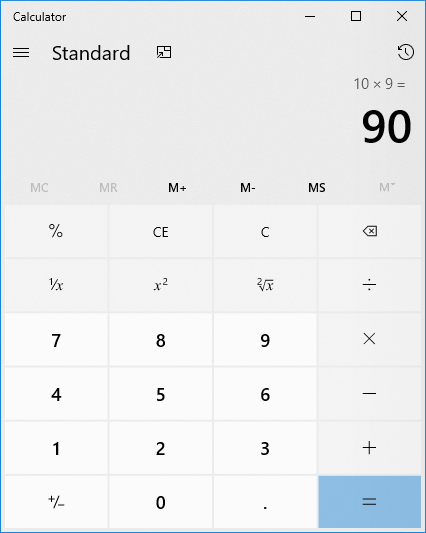 Calculator
Standard
10 × 9 =
90
MC MR M+ M- MS M˅
% CE C
¹/x x² ²√x ÷
7 8 9 ×
4 5 6 −
1 2 3 +
+/− 0 . =